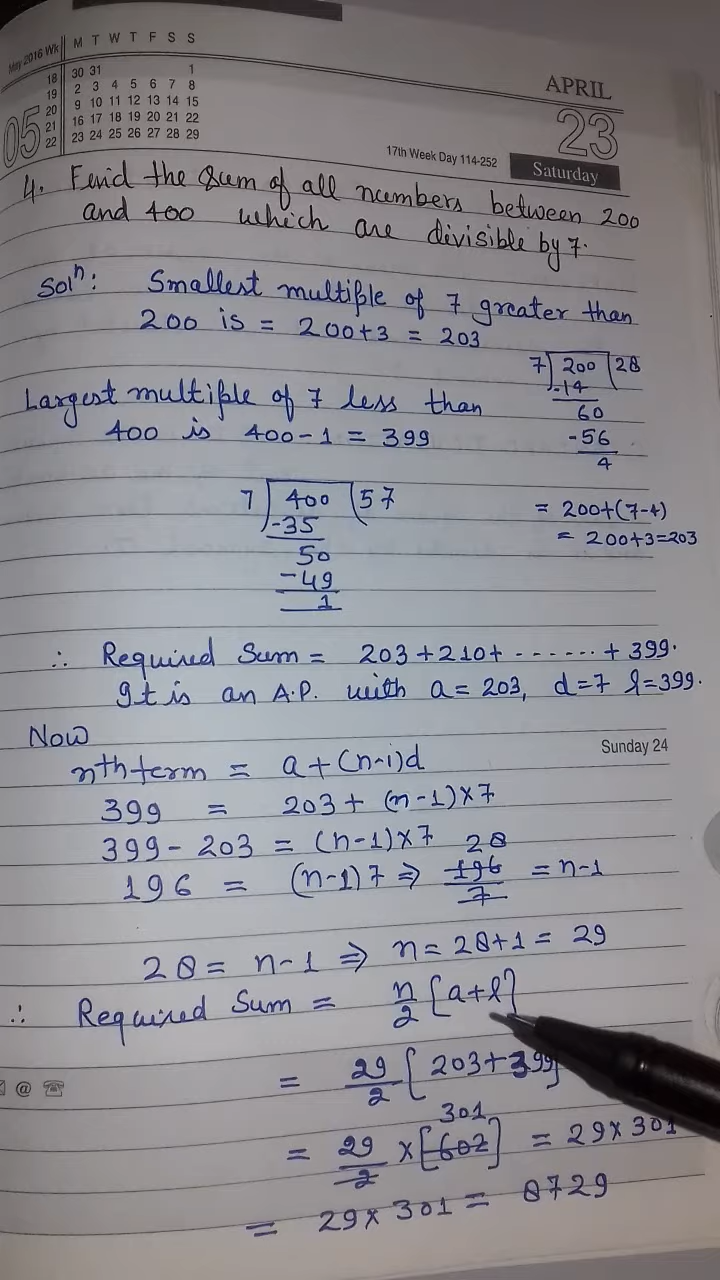 May 2016 Wk M T W T F S S
18 30 31 1
19 2 3 4 5 6 7 8
20 9 10 11 12 13 14 15
21 16 17 18 19 20 21 22
22 23 24 25 26 27 28 29
05
APRIL
23
17th Week Day 114-252
Saturday
4. Find the sum of all numbers between 200
and 400 which are divisible by 7.
Solⁿ: Smallest multiple of 7 greater than
200 is = 200+3 = 203
7 200 28
-14
60
-56
4
= 200+(7-4)
= 200+3=203
Largest multiple of 7 less than
400 is 400-1 = 399
7 400 57
-35
50
-49
1
∴ Required Sum = 203+210+ ....... + 399.
It is an A.P. with a = 203, d=7 l=399.
Now
Sunday 24
nth term = a+(n-1)d
399 = 203+ (n-1)×7
399 - 203 = (n-1)×7
196 = (n-1)7 ⇒ 196/7 = n-1
28
28 = n-1 ⇒ n = 28+1 = 29
∴ Required Sum = n/2 [a+l]
@
= 29/2 [203+399]
301
= 29/2 × [602] = 29×301
= 29×301 = 8729